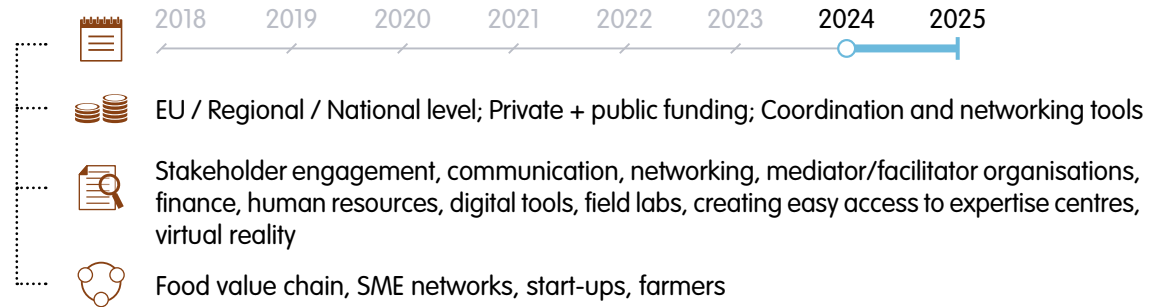 2018 2019 2020 2021 2022 2023 2024 2025
EU / Regional / National level; Private + public funding; Coordination and networking tools
Stakeholder engagement, communication, networking, mediator/facilitator organisations,
finance, human resources, digital tools, field labs, creating easy access to expertise centres,
virtual reality
Food value chain, SME networks, start-ups, farmers